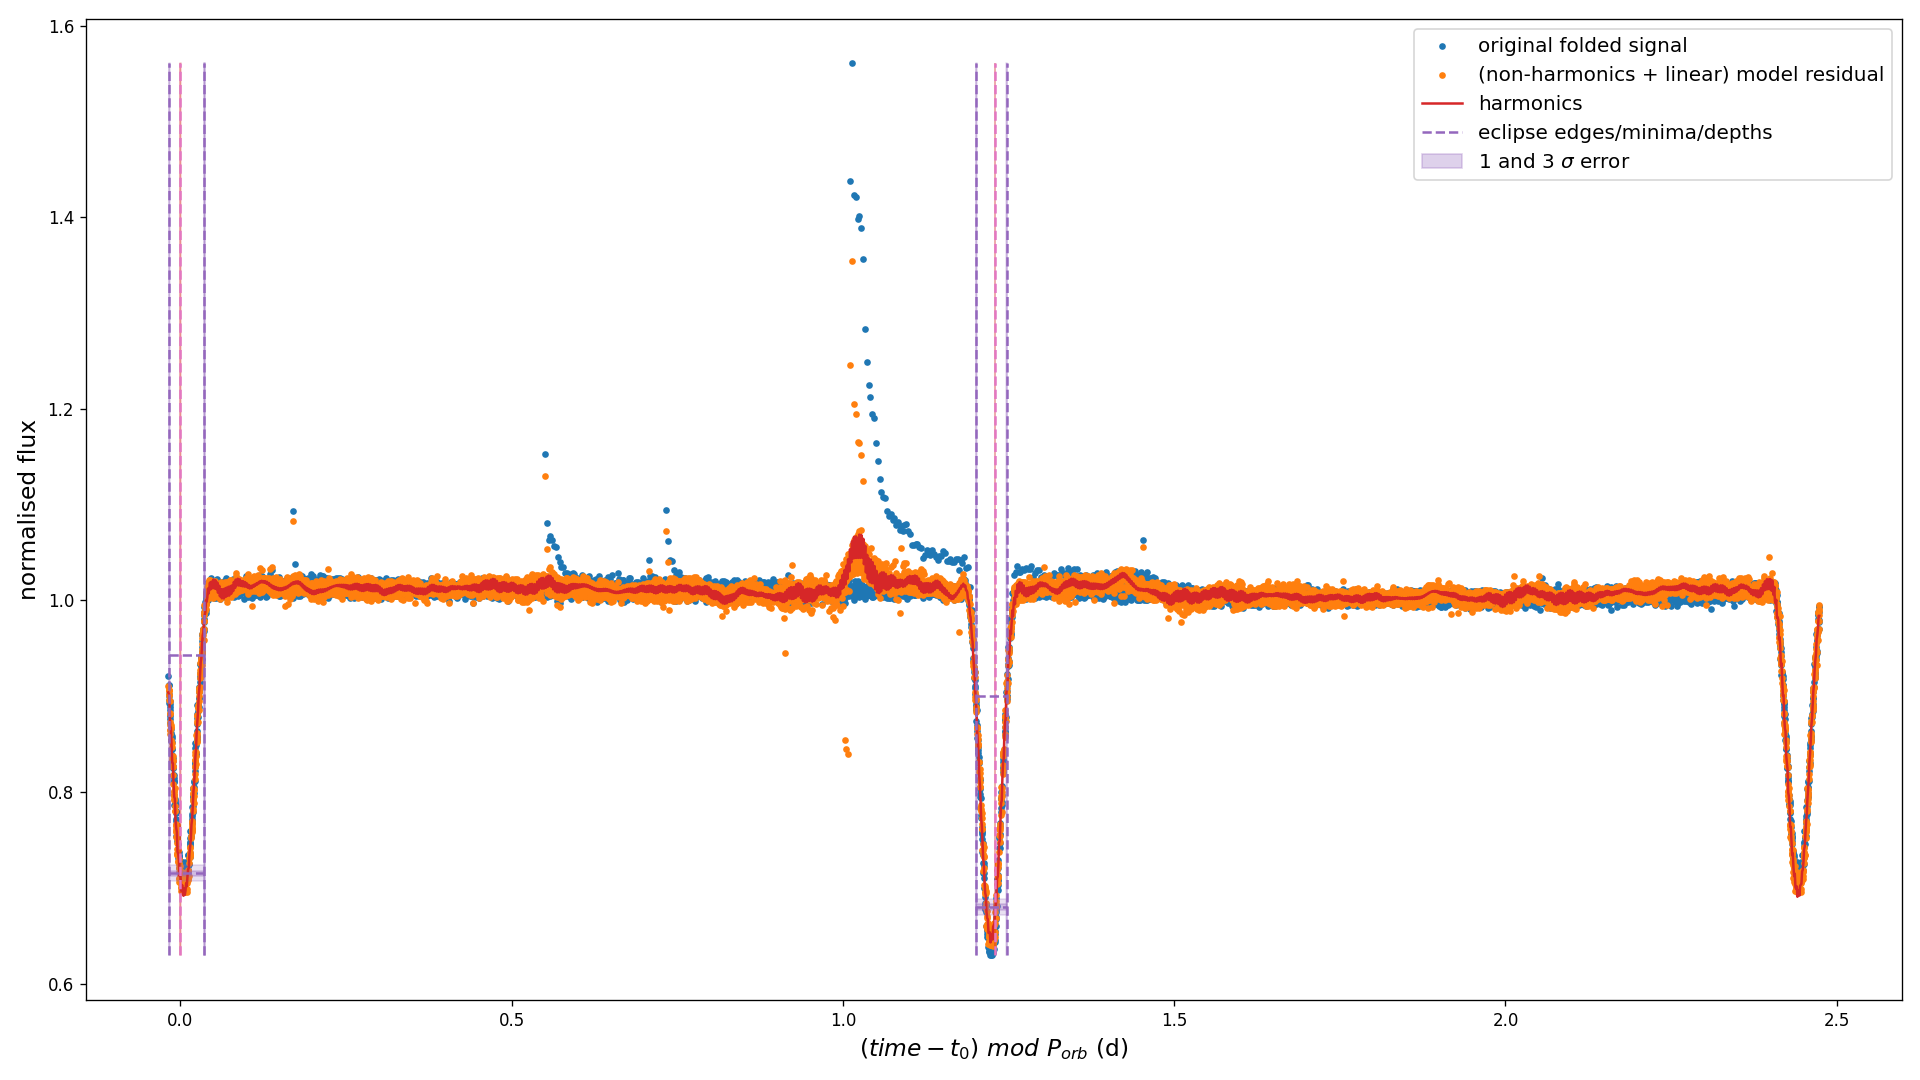 1.6
1.4
1.2
1.0
0.8
0.6
normalised flux
original folded signal
(non-harmonics + linear) model residual
harmonics
eclipse edges/minima/depths
1 and 3 σ error
0.0 0.5 1.0 1.5 2.0 2.5
(time − t₀) mod Pₒᵣᵦ (d)